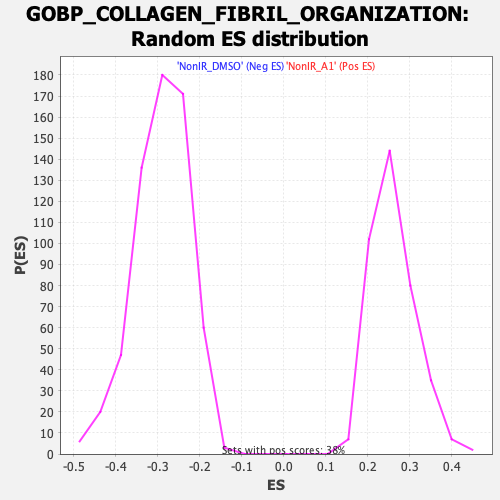 GOBP_COLLAGEN_FIBRIL_ORGANIZATION:
Random ES distribution
'NonIR_DMSO' (Neg ES) 'NonIR_A1' (Pos ES)
180
170
160
150
140
130
120
110
100
90
80
70
60
50
40
30
20
10
0
P(ES)
Sets with pos scores: 38%
-0.5 -0.4 -0.3 -0.2 -0.1 0.0 0.1 0.2 0.3 0.4
ES